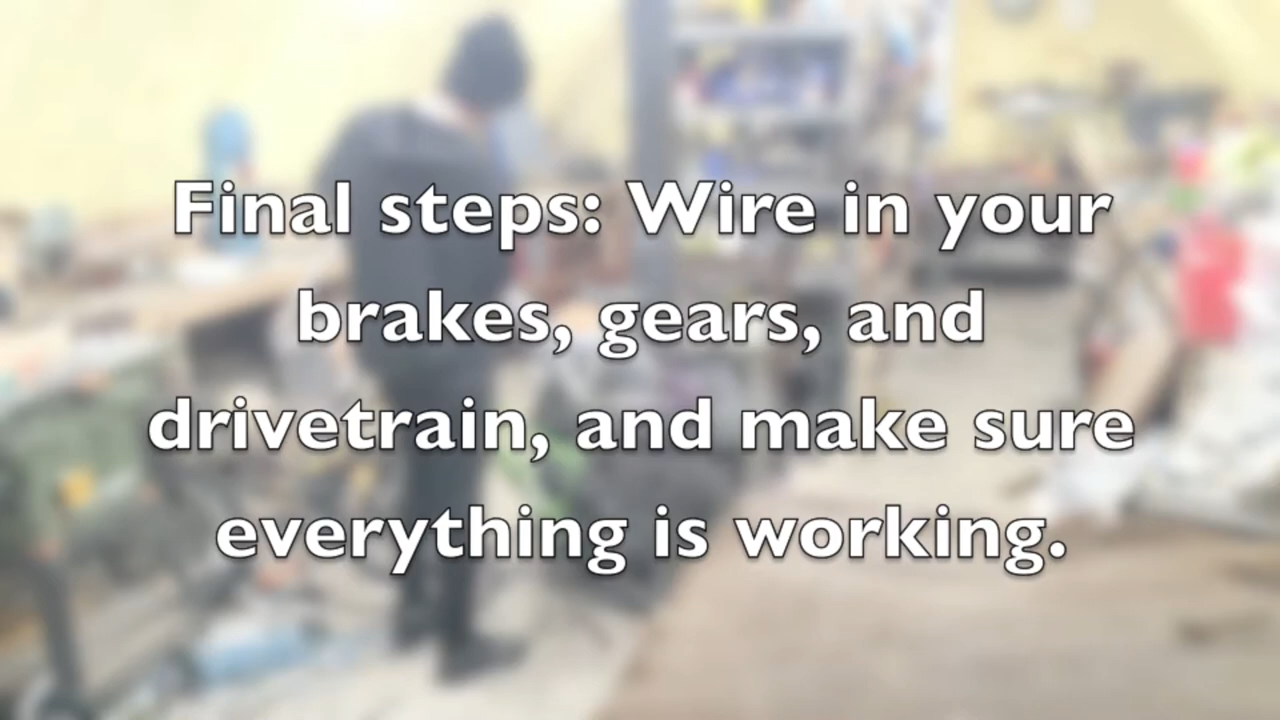 Final steps: Wire in your
brakes, gears, and
drivetrain, and make sure
everything is working.